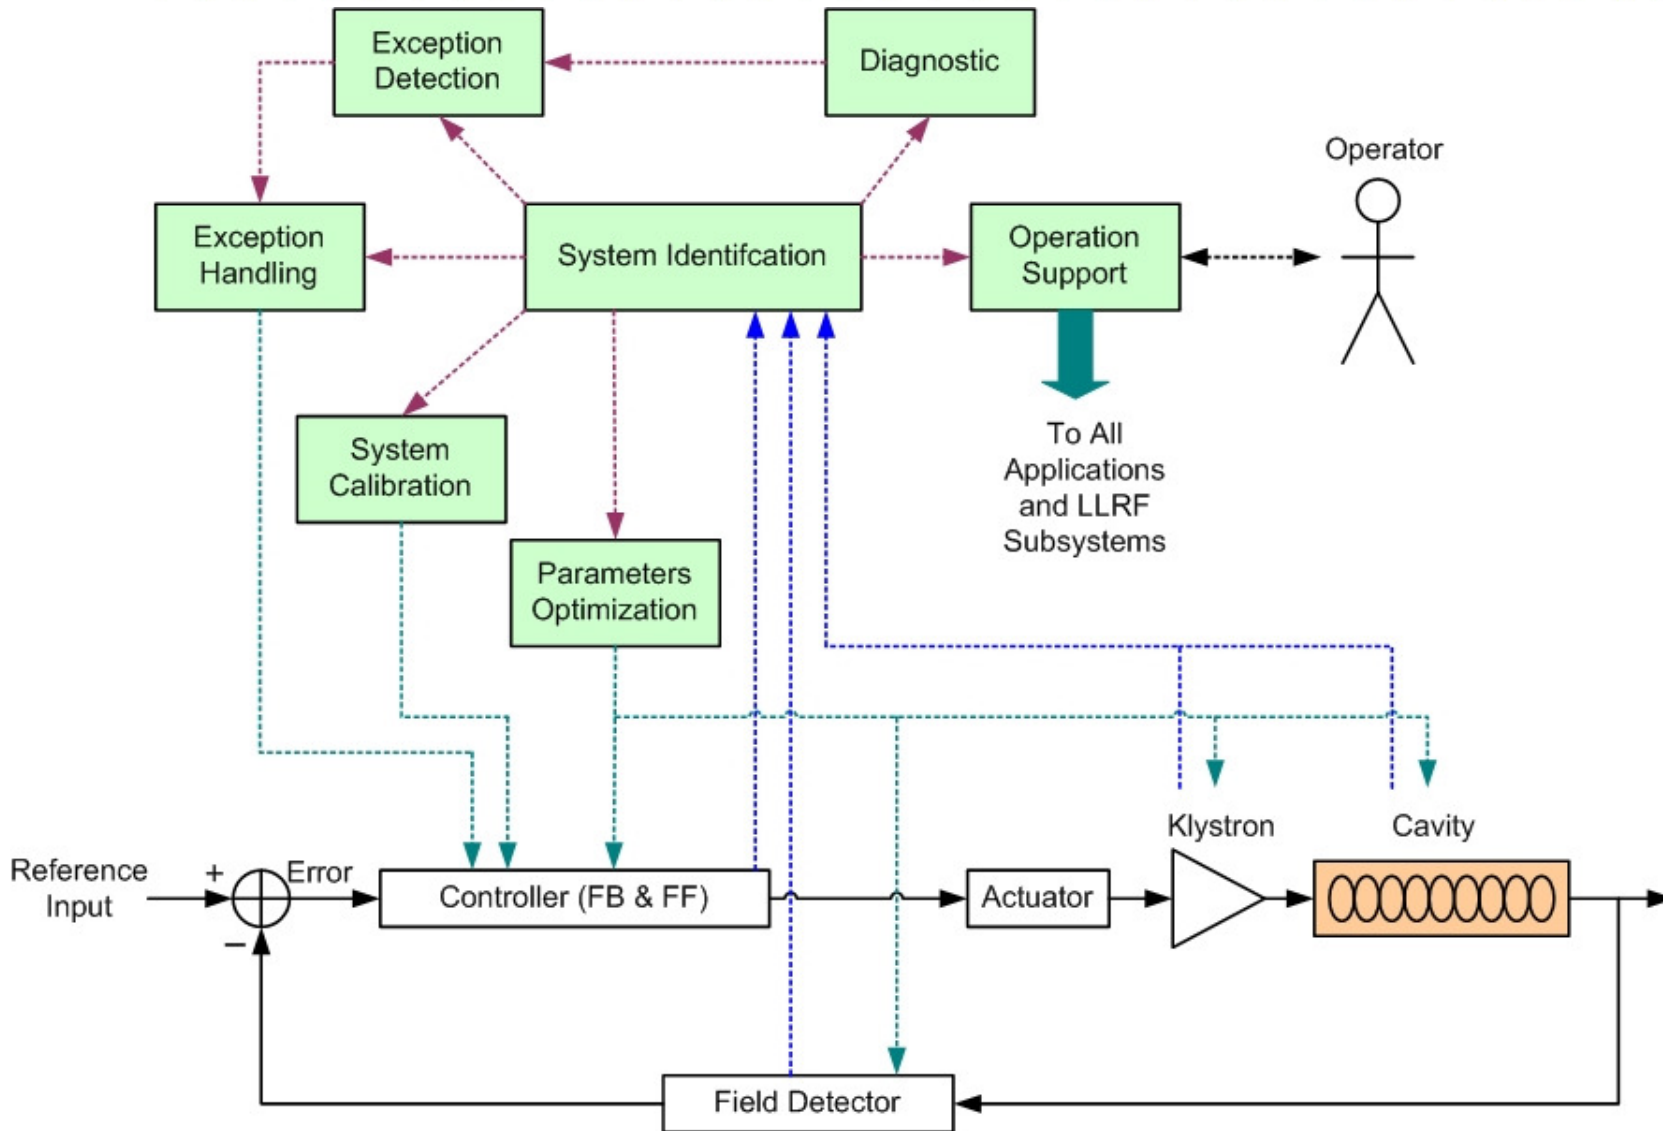 Exception
Detection
Diagnostic
Operator
Exception
Handling
System Identifcation
Operation
Support
System
Calibration
To All
Applications
and LLRF
Subsystems
Parameters
Optimization
Klystron
Cavity
Reference
Input
+
Error
−
Controller (FB & FF)
Actuator
Field Detector